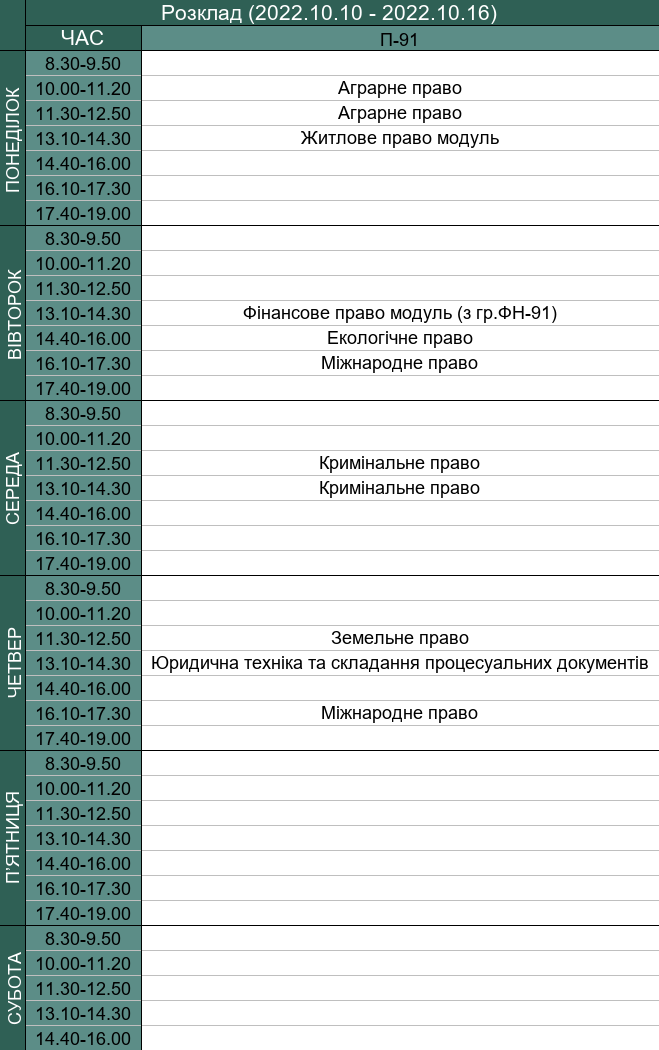 Розклад (2022.10.10 - 2022.10.16)
ЧАС П-91
ПОНЕДІЛОК
8.30-9.50
10.00-11.20 Аграрне право
11.30-12.50 Аграрне право
13.10-14.30 Житлове право модуль
14.40-16.00
16.10-17.30
17.40-19.00
ВІВТОРОК
8.30-9.50
10.00-11.20
11.30-12.50
13.10-14.30 Фінансове право модуль (з гр.ФН-91)
14.40-16.00 Екологічне право
16.10-17.30 Міжнародне право
17.40-19.00
СЕРЕДА
8.30-9.50
10.00-11.20
11.30-12.50 Кримінальне право
13.10-14.30 Кримінальне право
14.40-16.00
16.10-17.30
17.40-19.00
ЧЕТВЕР
8.30-9.50
10.00-11.20
11.30-12.50 Земельне право
13.10-14.30 Юридична техніка та складання процесуальних документів
14.40-16.00
16.10-17.30 Міжнародне право
17.40-19.00
П'ЯТНИЦЯ
8.30-9.50
10.00-11.20
11.30-12.50
13.10-14.30
14.40-16.00
16.10-17.30
17.40-19.00
СУБОТА
8.30-9.50
10.00-11.20
11.30-12.50
13.10-14.30
14.40-16.00